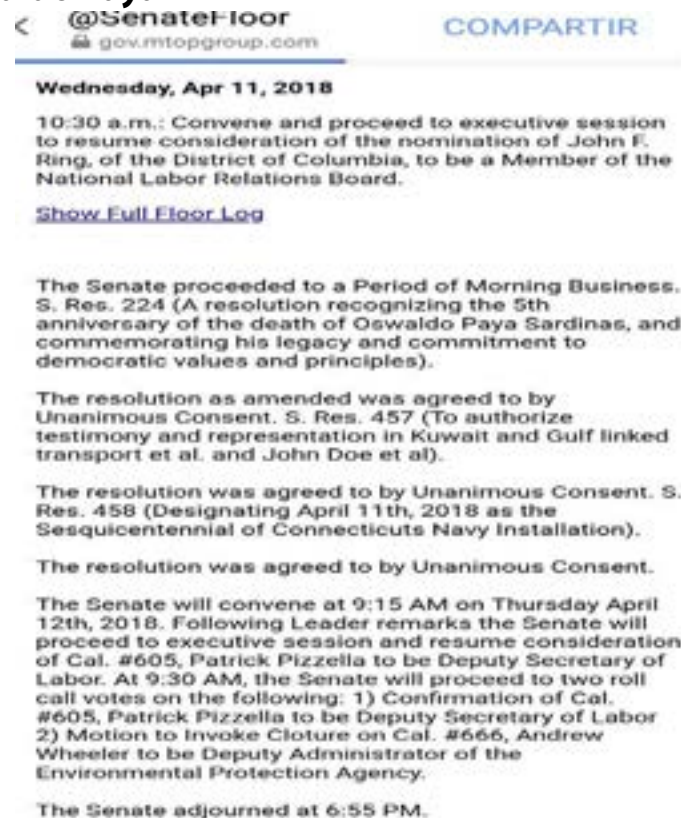 @SenateFloor
gov.mtopgroup.com
COMPARTIR
Wednesday, Apr 11, 2018
10:30 a.m.: Convene and proceed to executive session
to resume consideration of the nomination of John F.
Ring, of the District of Columbia, to be a Member of the
National Labor Relations Board.
Show Full Floor Log
The Senate proceeded to a Period of Morning Business.
S. Res. 224 (A resolution recognizing the 5th
anniversary of the death of Oswaldo Paya Sardinas, and
commemorating his legacy and commitment to
democratic values and principles).
The resolution as amended was agreed to by
Unanimous Consent. S. Res. 457 (To authorize
testimony and representation in Kuwait and Gulf linked
transport et al. and John Doe et al).
The resolution was agreed to by Unanimous Consent. S.
Res. 458 (Designating April 11th, 2018 as the
Sesquicentennial of Connecticuts Navy Installation).
The resolution was agreed to by Unanimous Consent.
The Senate will convene at 9:15 AM on Thursday April
12th, 2018. Following Leader remarks the Senate will
proceed to executive session and resume consideration
of Cal. #605, Patrick Pizzella to be Deputy Secretary of
Labor. At 9:30 AM, the Senate will proceed to two roll
call votes on the following: 1) Confirmation of Cal.
#605, Patrick Pizzella to be Deputy Secretary of Labor
2) Motion to Invoke Cloture on Cal. #666, Andrew
Wheeler to be Deputy Administrator of the
Environmental Protection Agency.
The Senate adjourned at 6:55 PM.